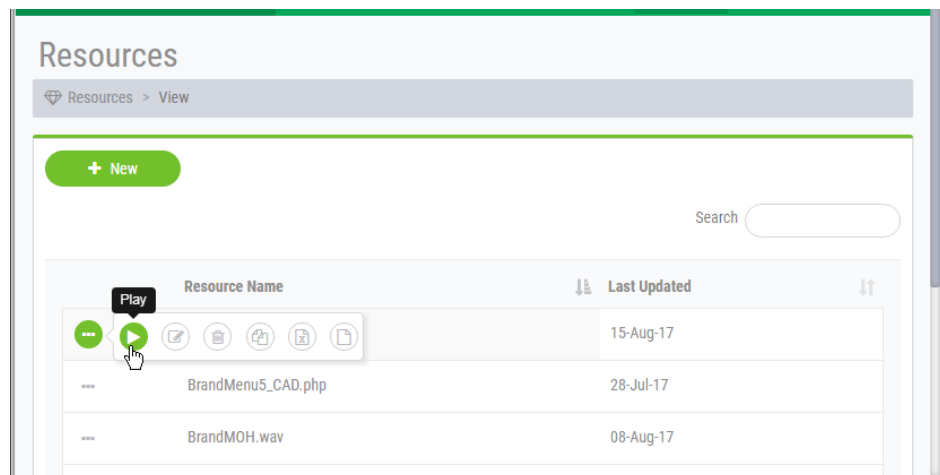 Resources
Resources > View
+ New
Search
Resource Name Last Updated
Play
15-Aug-17
BrandMenu5_CAD.php 28-Jul-17
BrandMOH.wav 08-Aug-17